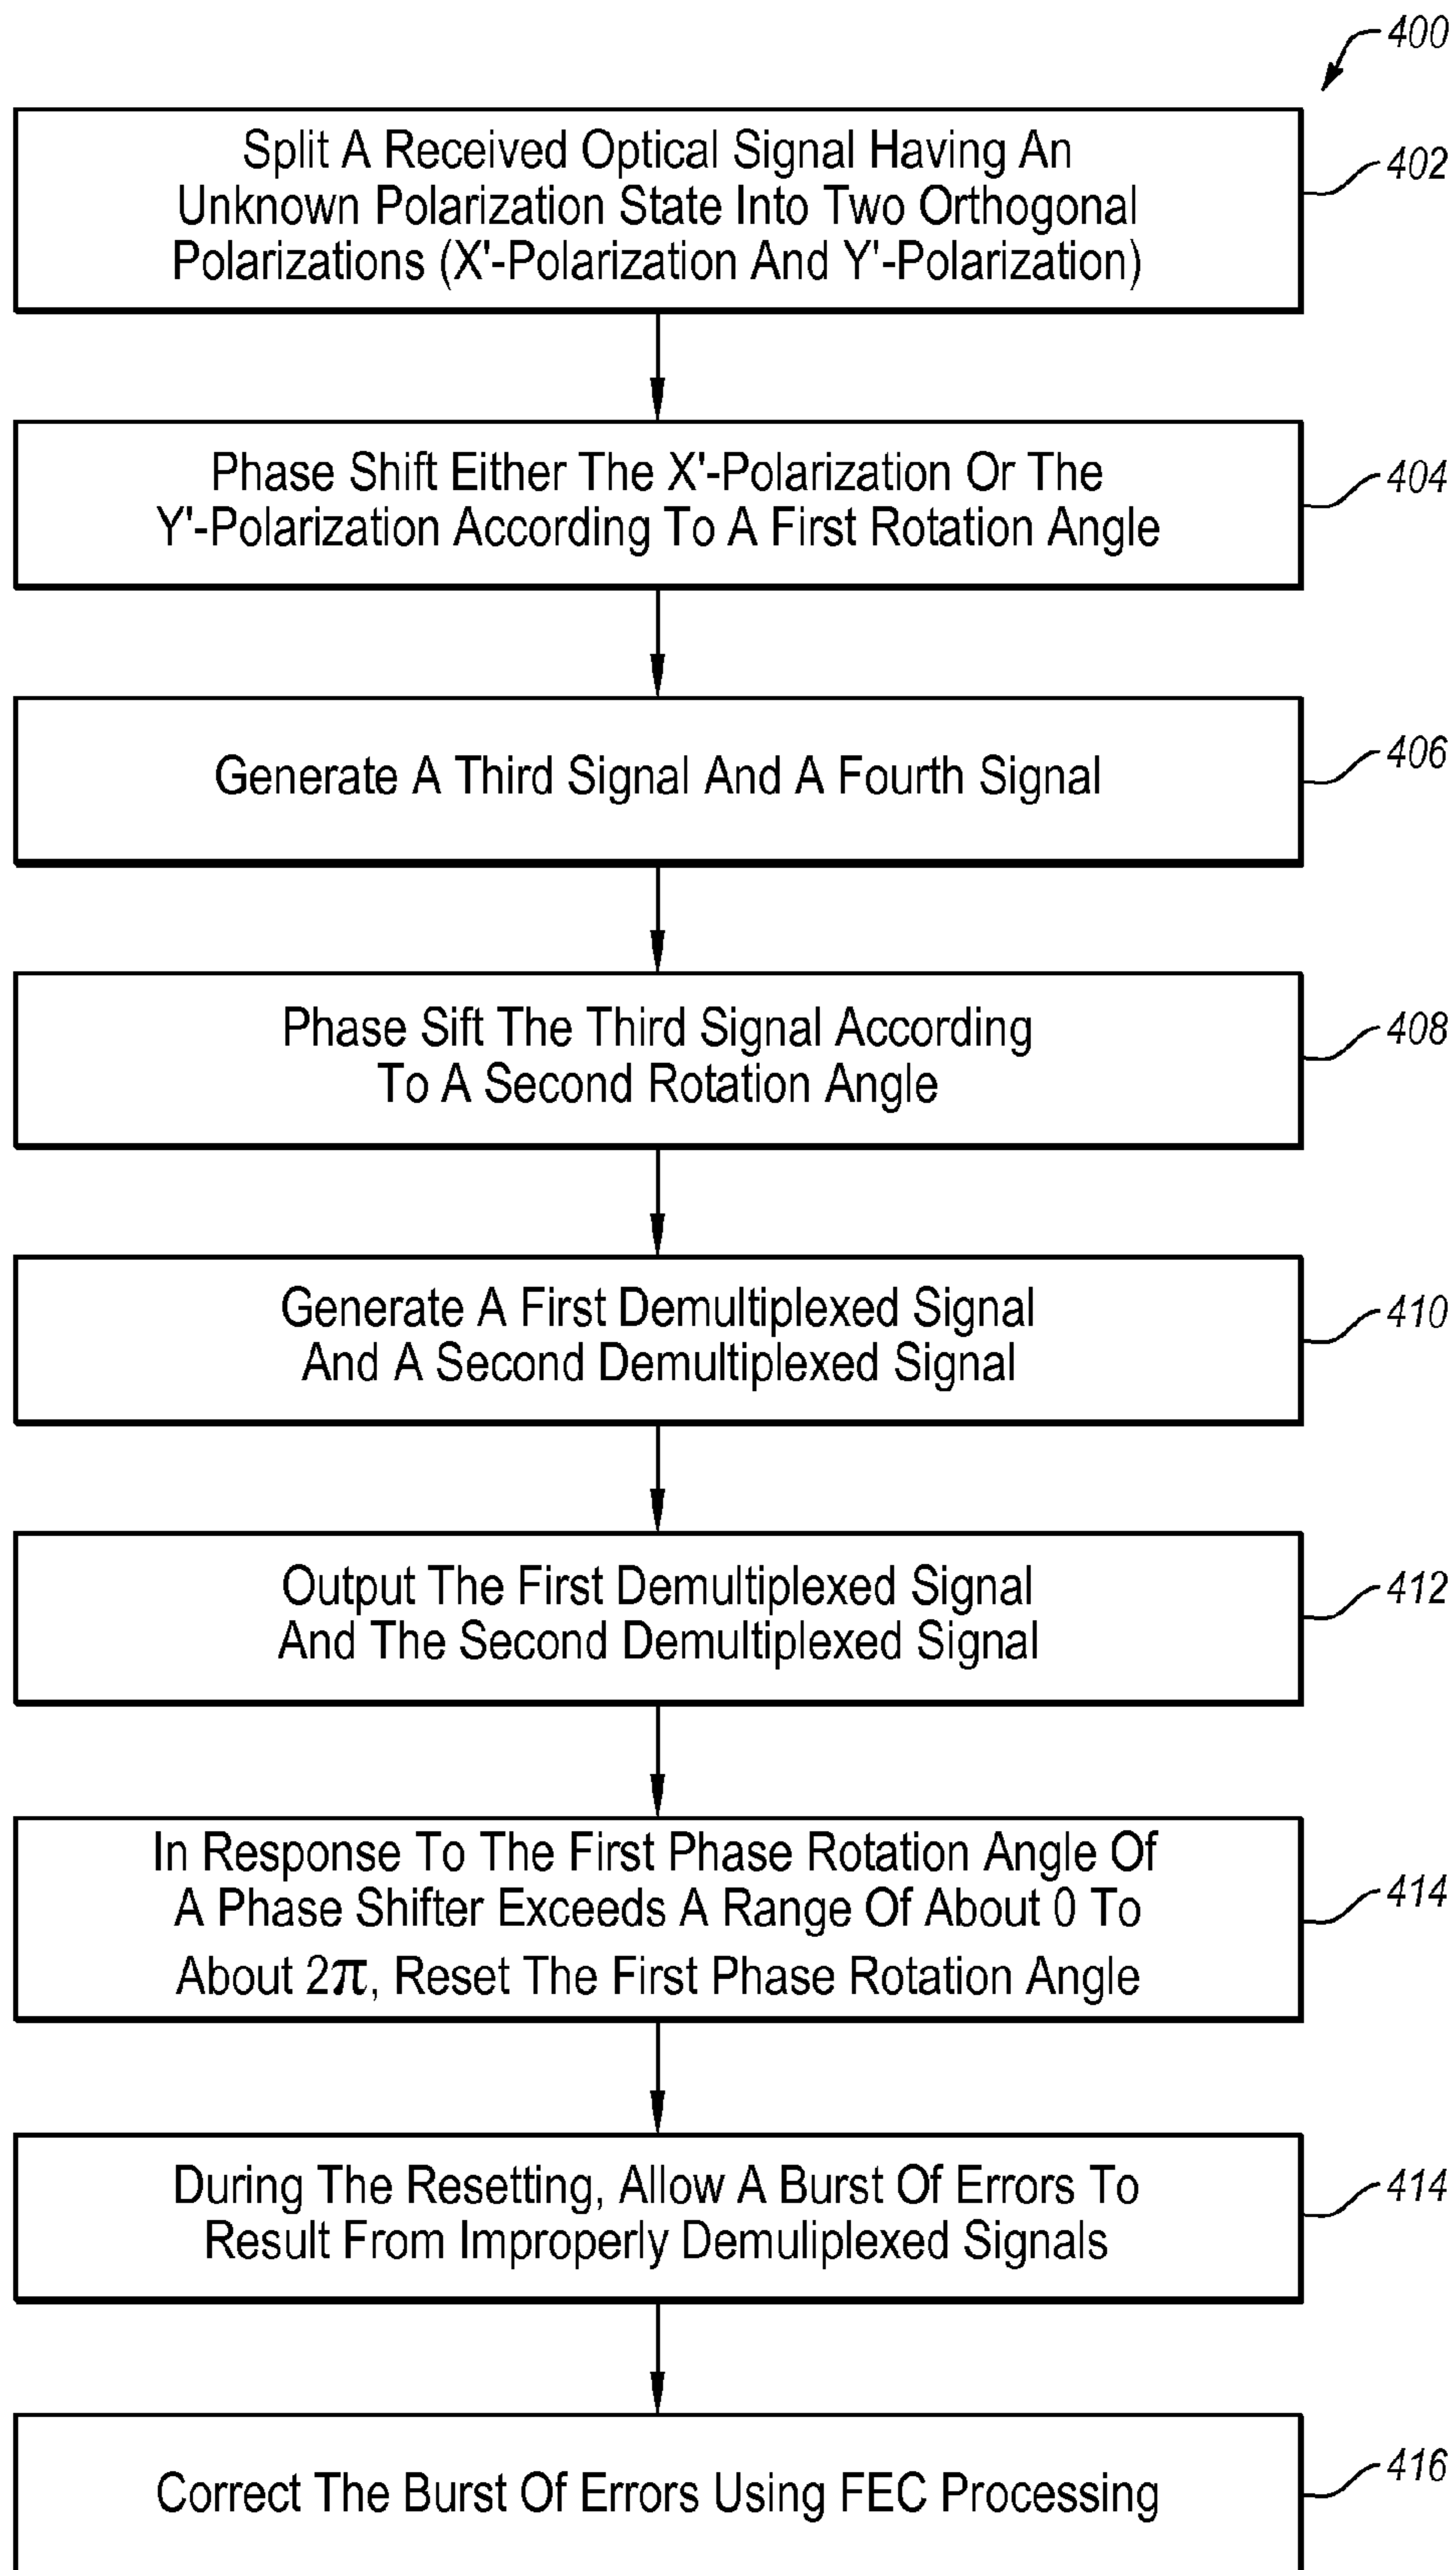 400
Split A Received Optical Signal Having An
Unknown Polarization State Into Two Orthogonal
Polarizations (X'-Polarization And Y'-Polarization)
402
Phase Shift Either The X'-Polarization Or The
Y'-Polarization According To A First Rotation Angle
404
Generate A Third Signal And A Fourth Signal
406
Phase Sift The Third Signal According
To A Second Rotation Angle
408
Generate A First Demultiplexed Signal
And A Second Demultiplexed Signal
410
Output The First Demultiplexed Signal
And The Second Demultiplexed Signal
412
In Response To The First Phase Rotation Angle Of
A Phase Shifter Exceeds A Range Of About 0 To
About 2π, Reset The First Phase Rotation Angle
414
During The Resetting, Allow A Burst Of Errors To
Result From Improperly Demuliplexed Signals
414
Correct The Burst Of Errors Using FEC Processing
416